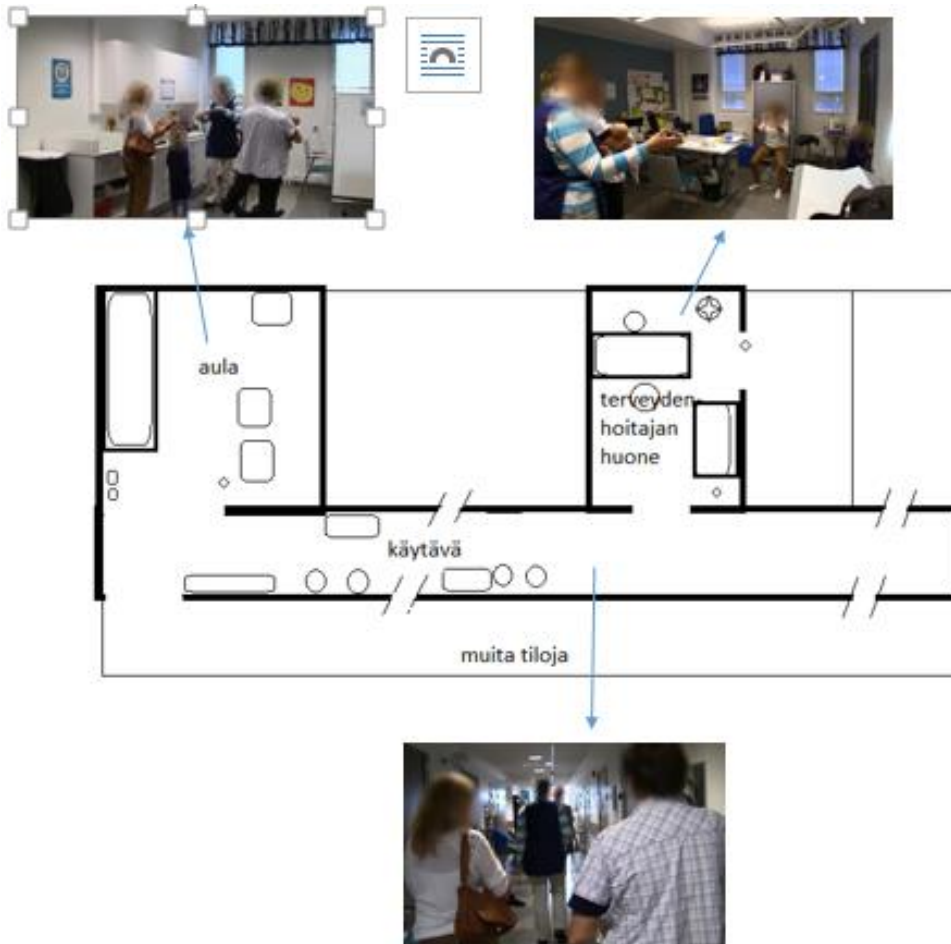 aula
terveyden-
hoitajan
huone
käytävä
muita tiloja